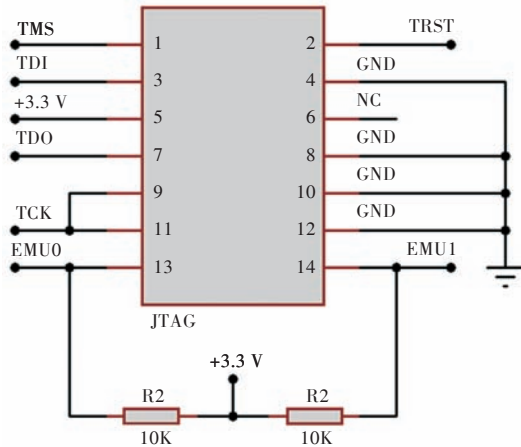 TMS 1 2 TRST
TDI 3 4 GND
+3.3 V 5 6 NC
TDO 7 8 GND
9 10 GND
TCK 11 12 GND
EMU0 13 14 EMU1
JTAG
+3.3 V
R2 R2
10K 10K